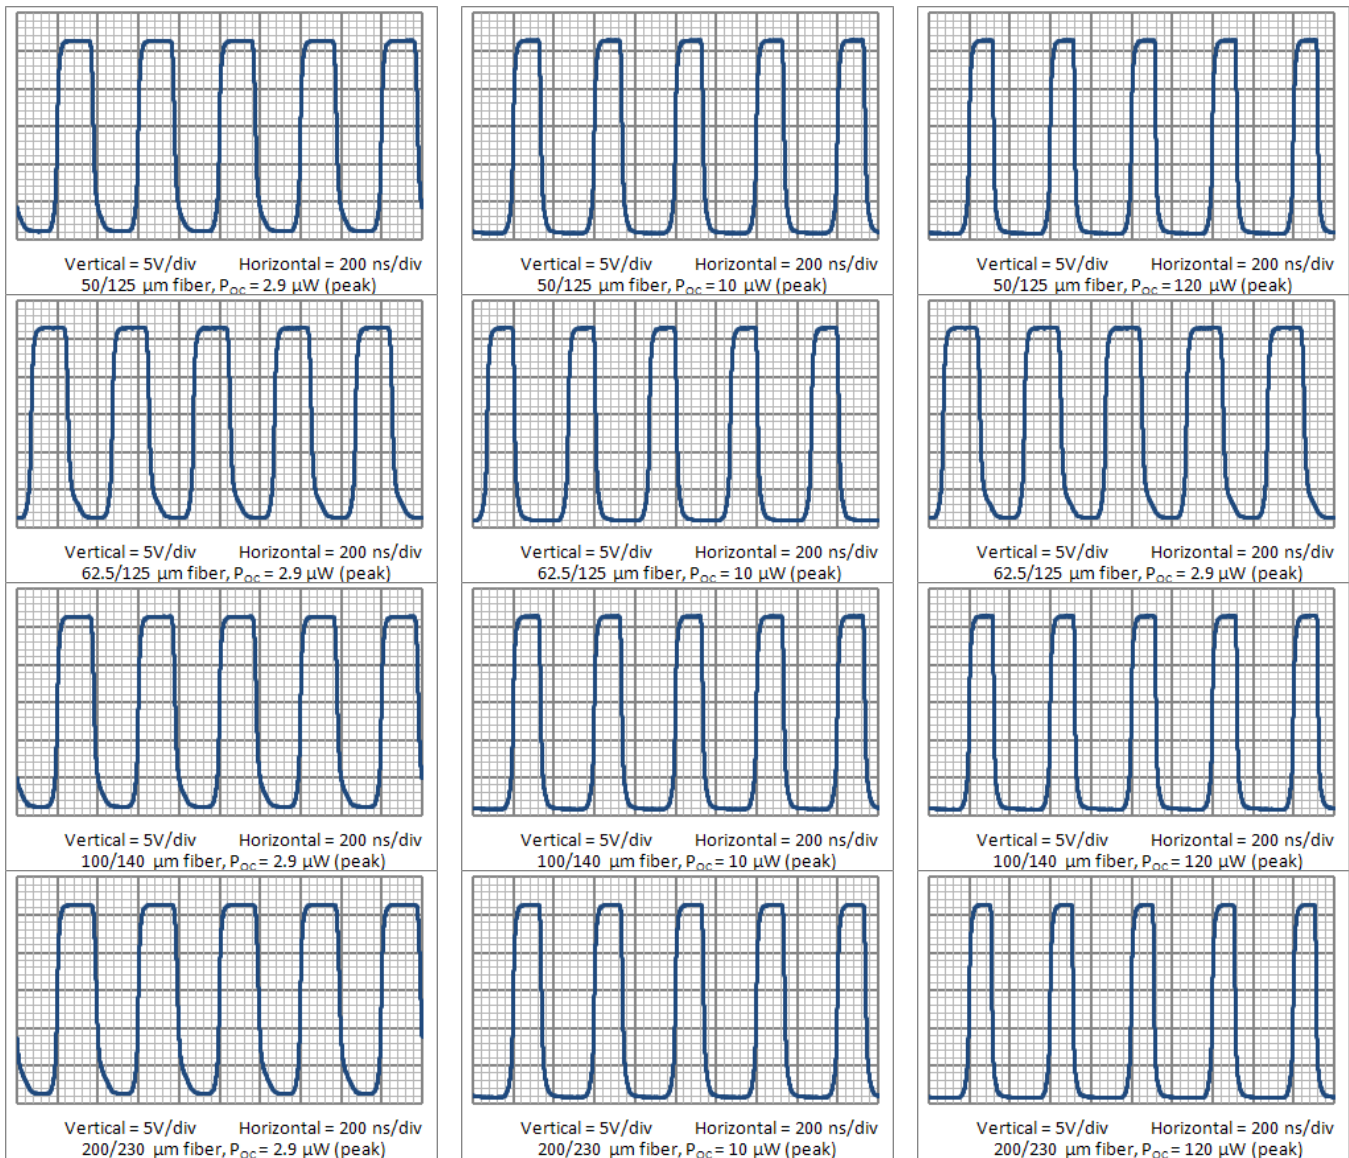 Vertical = 5V/div Horizontal = 200 ns/div
50/125 µm fiber, POC = 2.9 µW (peak)
Vertical = 5V/div Horizontal = 200 ns/div
50/125 µm fiber, POC = 10 µW (peak)
Vertical = 5V/div Horizontal = 200 ns/div
50/125 µm fiber, POC = 120 µW (peak)
Vertical = 5V/div Horizontal = 200 ns/div
62.5/125 µm fiber, POC = 2.9 µW (peak)
Vertical = 5V/div Horizontal = 200 ns/div
62.5/125 µm fiber, POC = 10 µW (peak)
Vertical = 5V/div Horizontal = 200 ns/div
62.5/125 µm fiber, POC = 2.9 µW (peak)
Vertical = 5V/div Horizontal = 200 ns/div
100/140 µm fiber, POC = 2.9 µW (peak)
Vertical = 5V/div Horizontal = 200 ns/div
100/140 µm fiber, POC = 10 µW (peak)
Vertical = 5V/div Horizontal = 200 ns/div
100/140 µm fiber, POC = 120 µW (peak)
Vertical = 5V/div Horizontal = 200 ns/div
200/230 µm fiber, POC = 2.9 µW (peak)
Vertical = 5V/div Horizontal = 200 ns/div
200/230 µm fiber, POC = 10 µW (peak)
Vertical = 5V/div Horizontal = 200 ns/div
200/230 µm fiber, POC = 120 µW (peak)